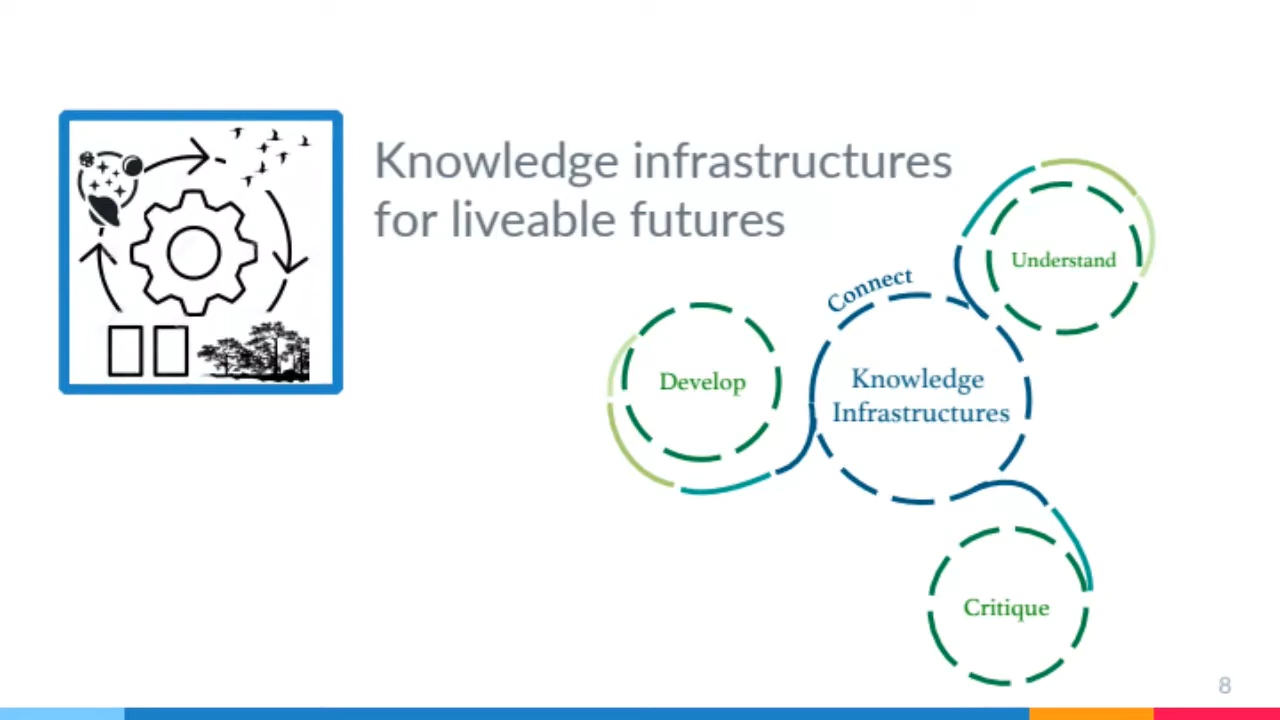 Knowledge infrastructures
for liveable futures
Understand
Connect
Develop
Knowledge
Infrastructures
Critique
8